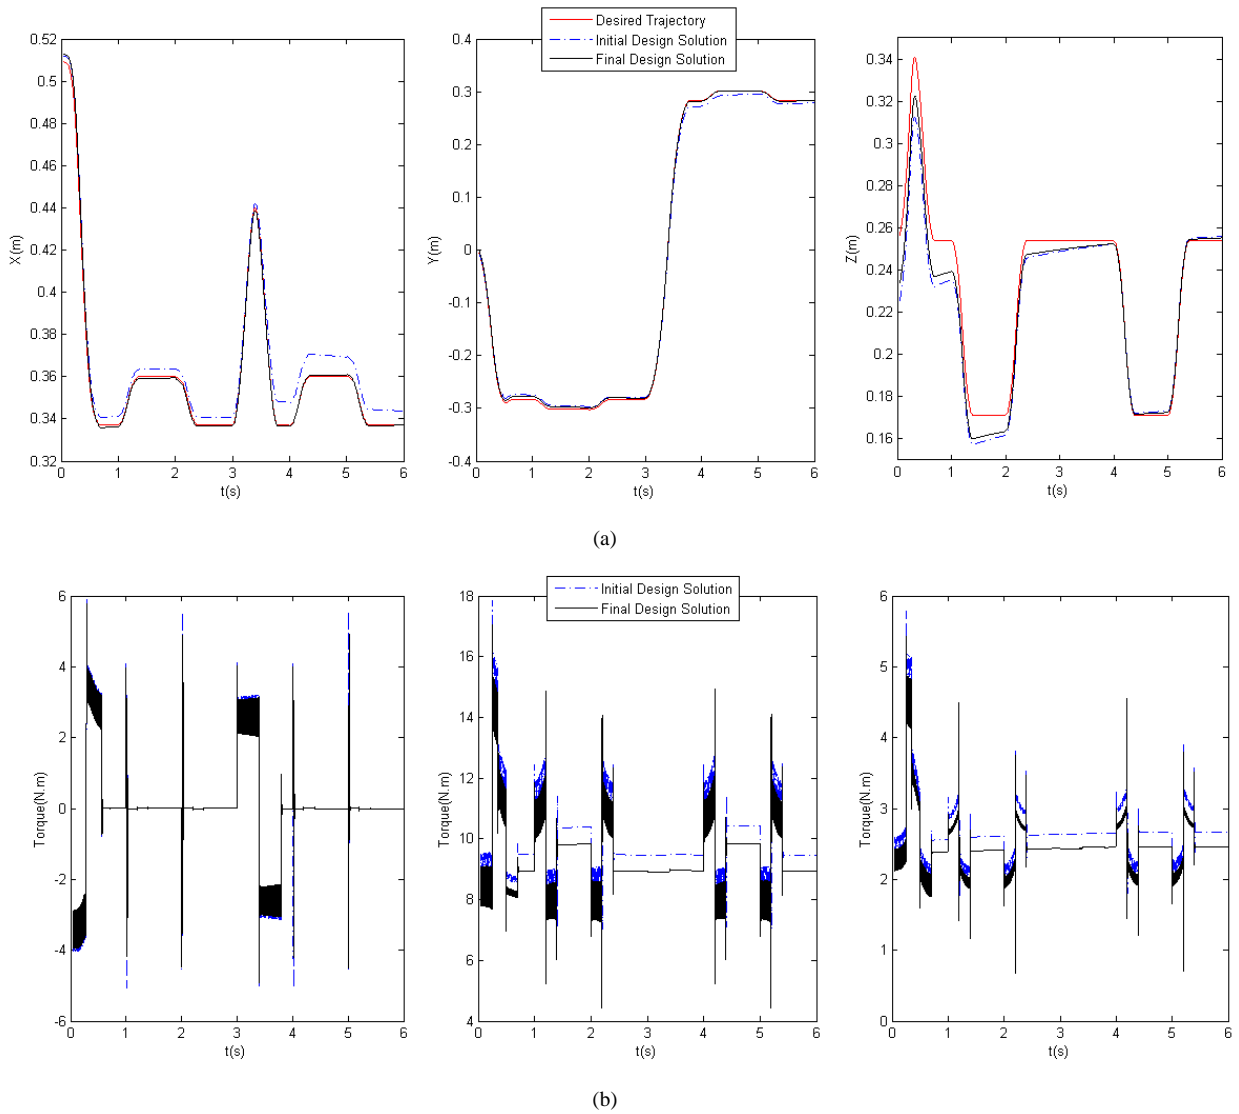 Desired Trajectory
Initial Design Solution
Final Design Solution
0.52
0.5
0.48
0.46
0.44
0.42
0.4
0.38
0.36
0.34
0.32
X(m)
0 1 2 3 4 5 6
t(s)
0.4
0.3
0.2
0.1
0
-0.1
-0.2
-0.3
-0.4
Y(m)
0 1 2 3 4 5 6
t(s)
0.34
0.32
0.3
0.28
0.26
0.24
0.22
0.2
0.18
0.16
Z(m)
0 1 2 3 4 5 6
t(s)
(a)
Initial Design Solution
Final Design Solution
6
4
2
0
-2
-4
-6
Torque(N.m)
0 1 2 3 4 5 6
t(s)
18
16
14
12
10
8
6
4
Torque(N.m)
0 1 2 3 4 5 6
t(s)
6
5
4
3
2
1
0
Torque(N.m)
0 1 2 3 4 5 6
t(s)
(b)